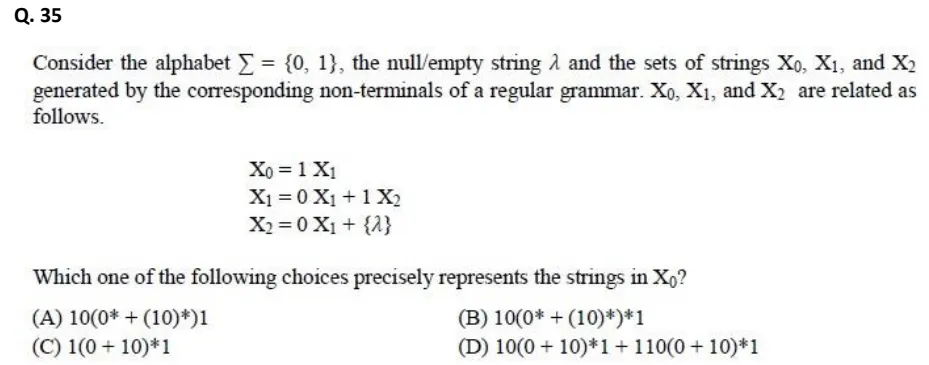 Q. 35
Consider the alphabet ∑ = {0, 1}, the null/empty string λ and the sets of strings X₀, X₁, and X₂
generated by the corresponding non-terminals of a regular grammar. X₀, X₁, and X₂ are related as
follows.
X₀ = 1 X₁
X₁ = 0 X₁ + 1 X₂
X₂ = 0 X₁ + {λ}
Which one of the following choices precisely represents the strings in X₀?
(A) 10(0* + (10)*)1 (B) 10(0* + (10)*)*1
(C) 1(0 + 10)*1 (D) 10(0 + 10)*1 + 110(0 + 10)*1